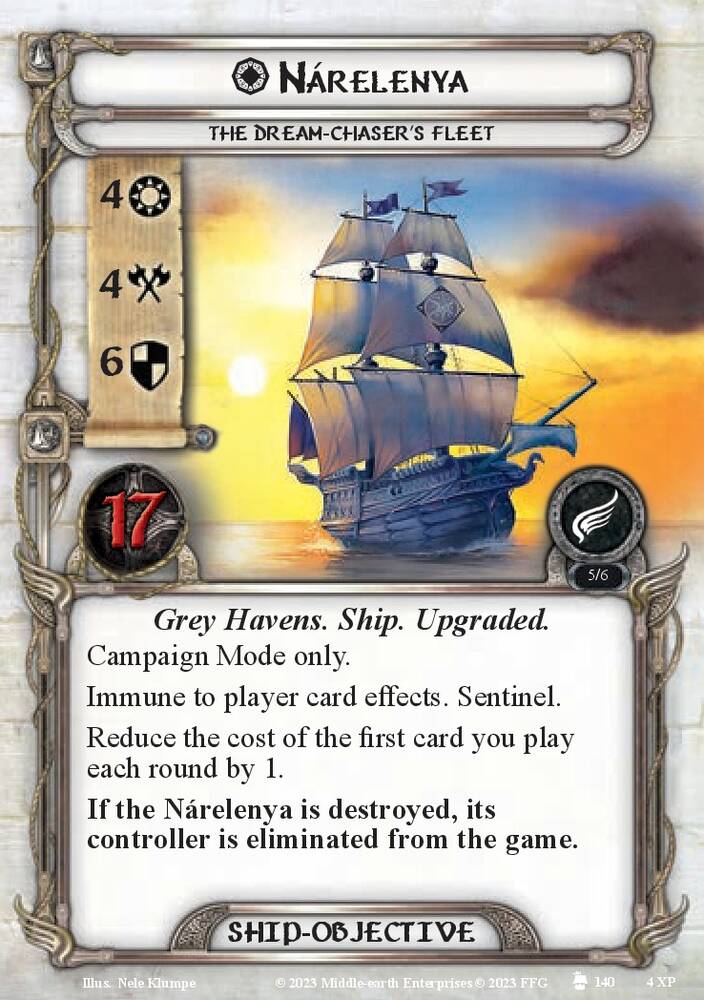 NÁRELENYA
THE DREAM-CHASER'S FLEET
4
4
6
17
5/6
Grey Havens. Ship. Upgraded.
Campaign Mode only.
Immune to player card effects. Sentinel.
Reduce the cost of the first card you play
each round by 1.
If the Nárelenya is destroyed, its
controller is eliminated from the game.
SHIP-OBJECTIVE
Illus. Nele Klumpe © 2023 Middle-earth Enterprises © 2023 FFG 140 4 XP